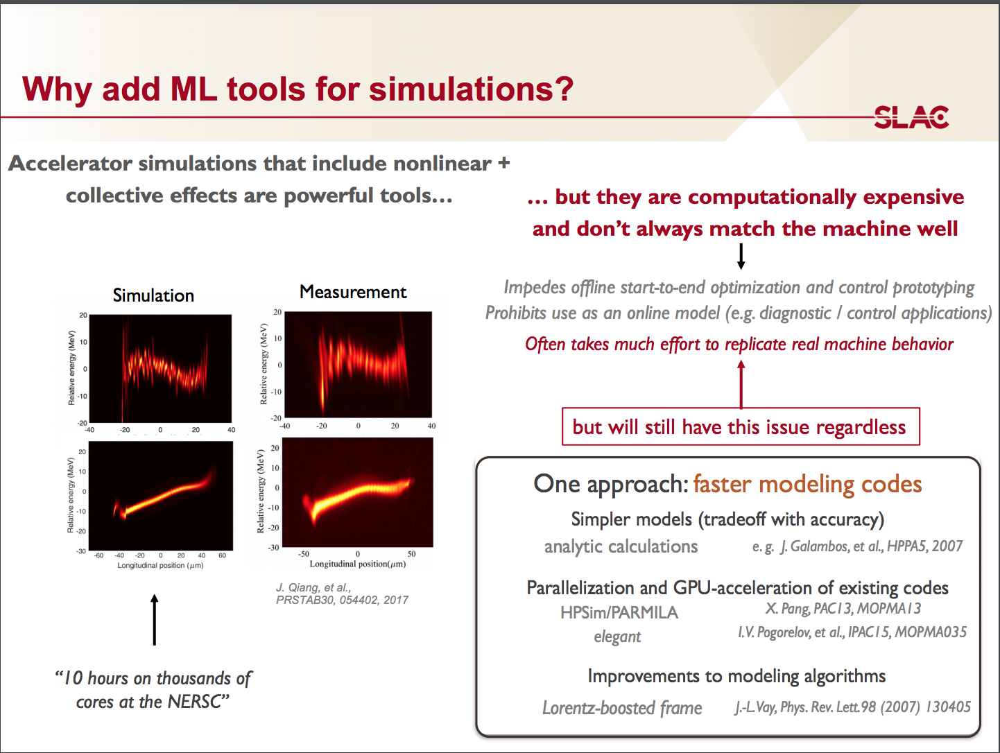 Why add ML tools for simulations?
SLAC
Accelerator simulations that include nonlinear +
collective effects are powerful tools…
… but they are computationally expensive
and don't always match the machine well
Impedes offline start-to-end optimization and control prototyping
Prohibits use as an online model (e.g. diagnostic / control applications)
Often takes much effort to replicate real machine behavior
but will still have this issue regardless
Simulation
Measurement
Relative energy (MeV)
20
10
0
-10
-20
-40
-20
0
20
40
Relative energy (MeV)
20
10
0
-10
-20
-40
-20
0
20
40
Relative energy (MeV)
20
10
0
-10
-20
-30
-60
-40
-20
0
20
40
60
Longitudinal position (μm)
Relative energy (MeV)
20
10
0
-10
-20
-30
-50
0
50
Longitudinal position(μm)
J. Qiang, et al.,
PRSTAB30, 054402, 2017
"10 hours on thousands of
cores at the NERSC"
One approach: faster modeling codes
Simpler models (tradeoff with accuracy)
analytic calculations
e. g. J. Galambos, et al., HPPA5, 2007
Parallelization and GPU-acceleration of existing codes
HPSim/PARMILA
X. Pang, PAC13, MOPMA13
elegant
I.V. Pogorelov, et al., IPAC15, MOPMA035
Improvements to modeling algorithms
Lorentz-boosted frame
J.-L. Vay, Phys. Rev. Lett. 98 (2007) 130405